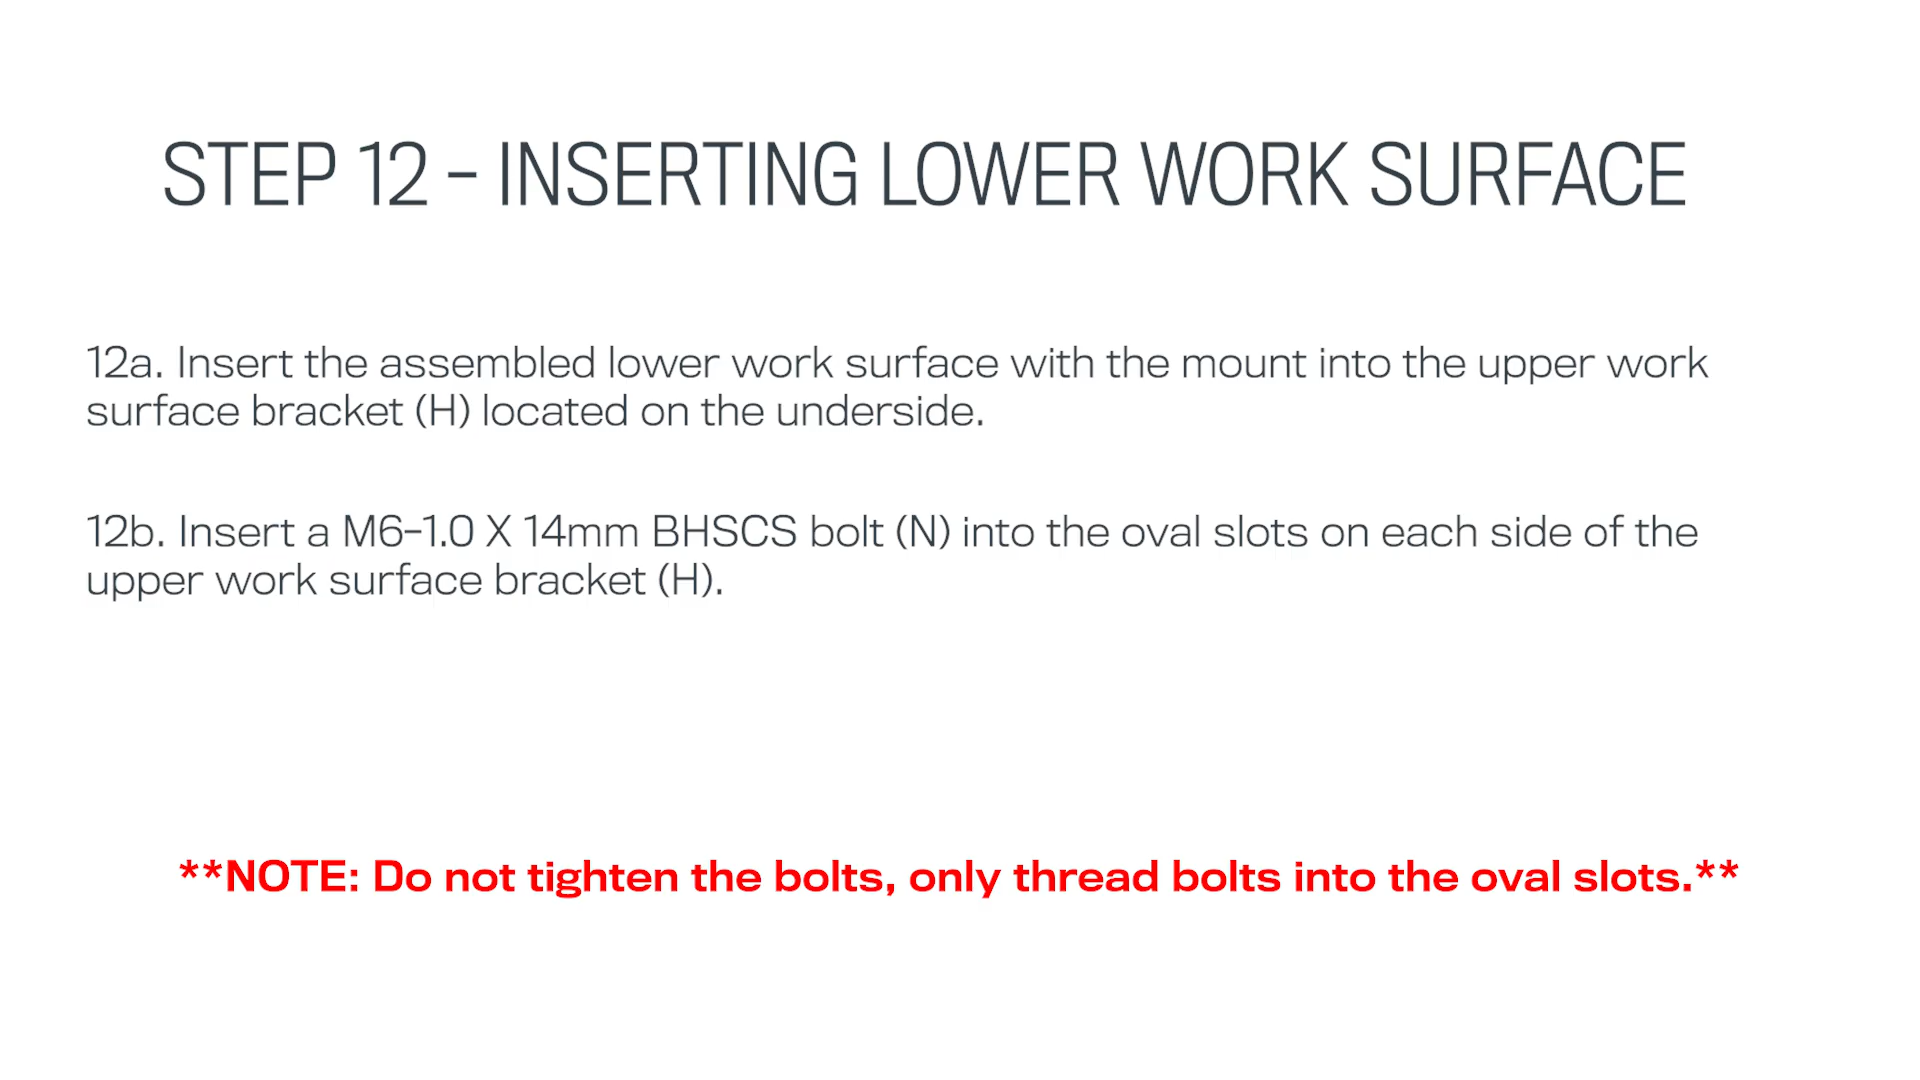 STEP 12 - INSERTING LOWER WORK SURFACE
12a. Insert the assembled lower work surface with the mount into the upper work
surface bracket (H) located on the underside.
12b. Insert a M6-1.0 X 14mm BHSCS bolt (N) into the oval slots on each side of the
upper work surface bracket (H).
**NOTE: Do not tighten the bolts, only thread bolts into the oval slots.**